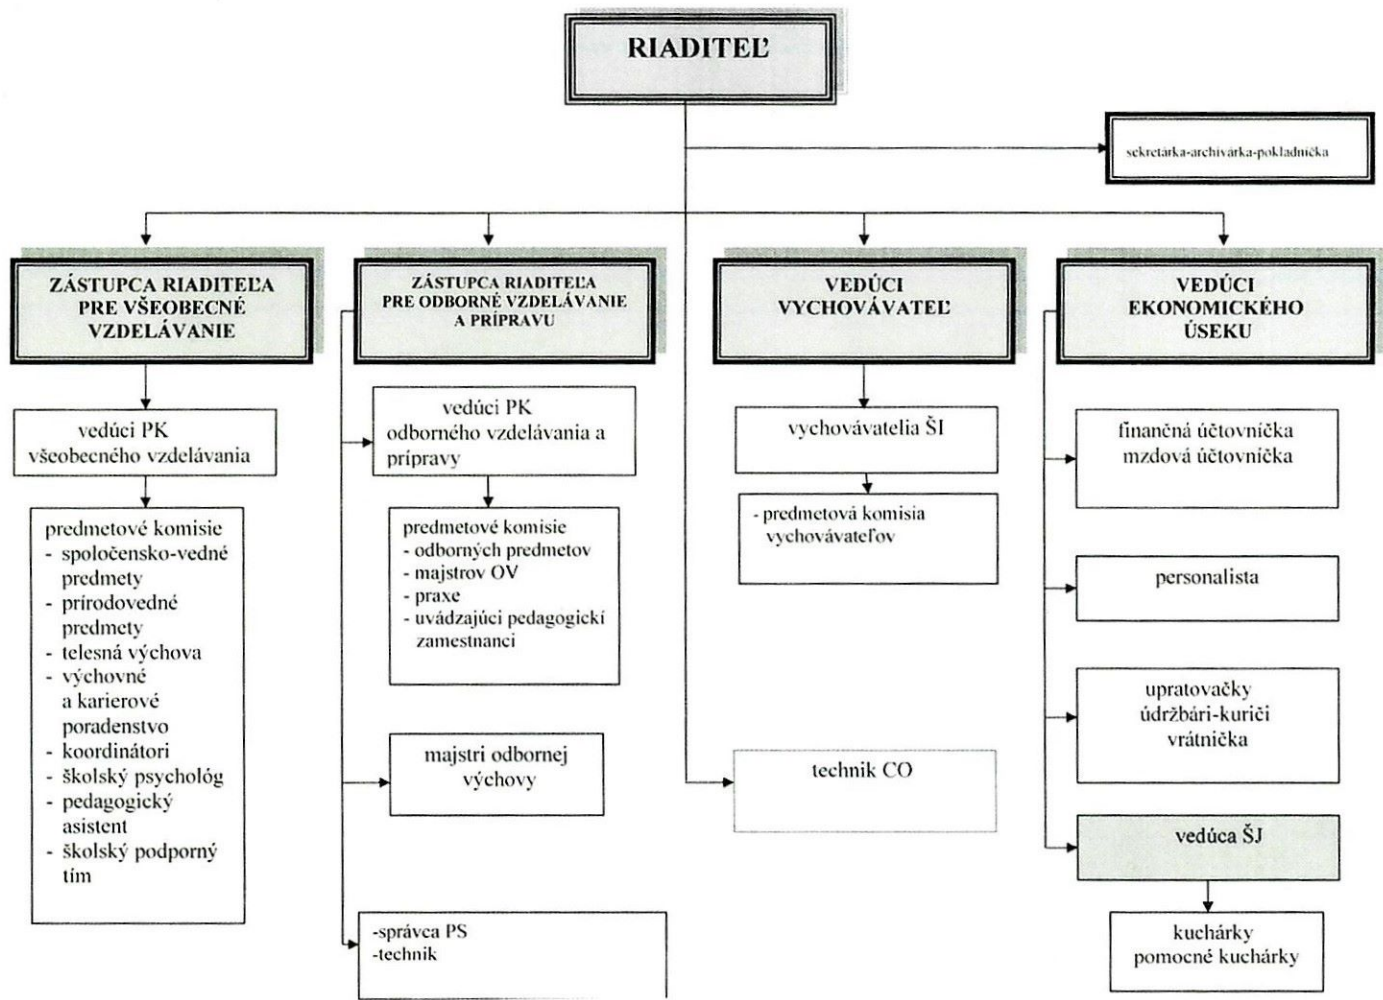 RIADITEĽ
sekretárka-archivárka-pokladníčka
ZÁSTUPCA RIADITEĽA
PRE VŠEOBECNÉ
VZDELÁVANIE
vedúci PK
všeobecného vzdelávania
predmetové komisie
- spoločensko-vedné
predmety
- prírodovedné
predmety
- telesná výchova
- výchovné
a karierové
poradenstvo
- koordinátori
- školský psychológ
- pedagogický
asistent
- školský podporný
tím
ZÁSTUPCA RIADITEĽA
PRE ODBORNÉ VZDELÁVANIE
A PRÍPRAVU
vedúci PK
odborného vzdelávania a
prípravy
predmetové komisie
- odborných predmetov
- majstrov OV
- praxe
- uvádzajúci pedagogickí
zamestnanci
majstri odbornej
výchovy
-správca PS
-technik
VEDÚCI
VYCHOVÁVATEĽ
vychovávatelia ŠI
- predmetová komisia
vychovávateľov
technik CO
VEDÚCI
EKONOMICKÉHO
ÚSEKU
finančná účtovníčka
mzdová účtovníčka
personalista
upratovačky
údržbári-kuriči
vrátnička
vedúca ŠJ
kuchárky
pomocné kuchárky